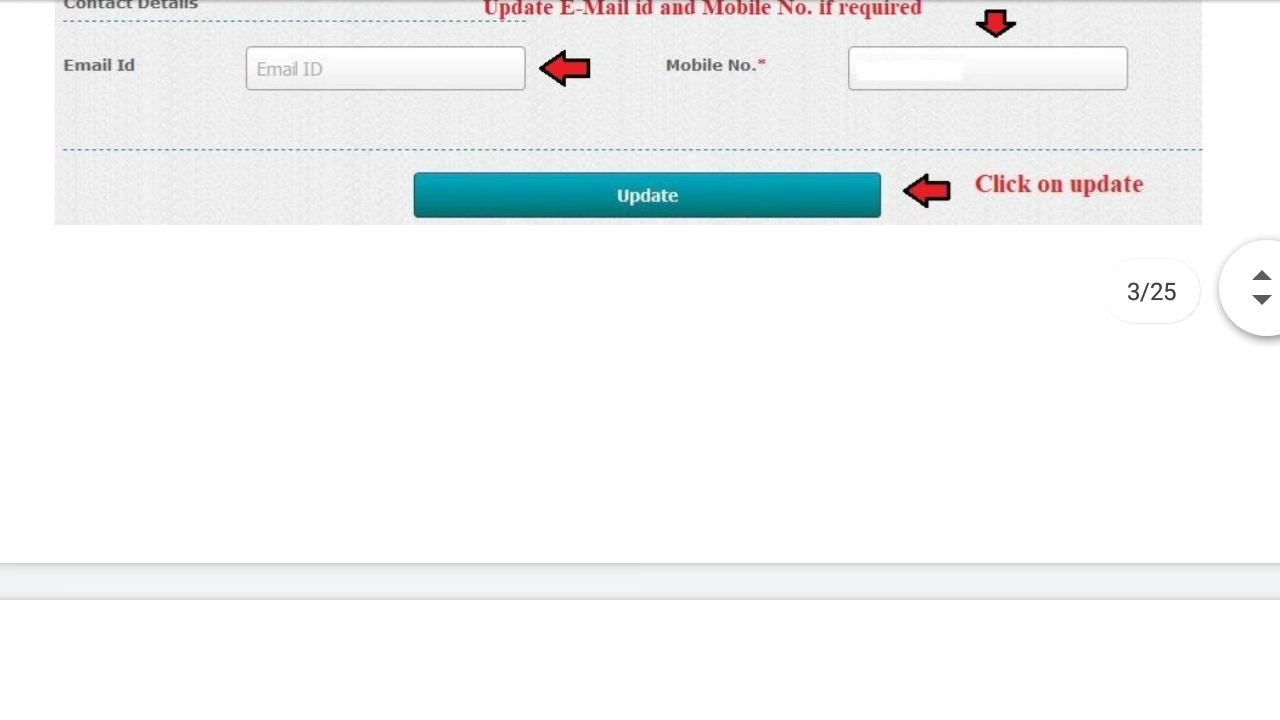 Contact Details
Update E-Mail id and Mobile No. if required
Email Id
Email ID
Mobile No.*
Update
Click on update
3/25